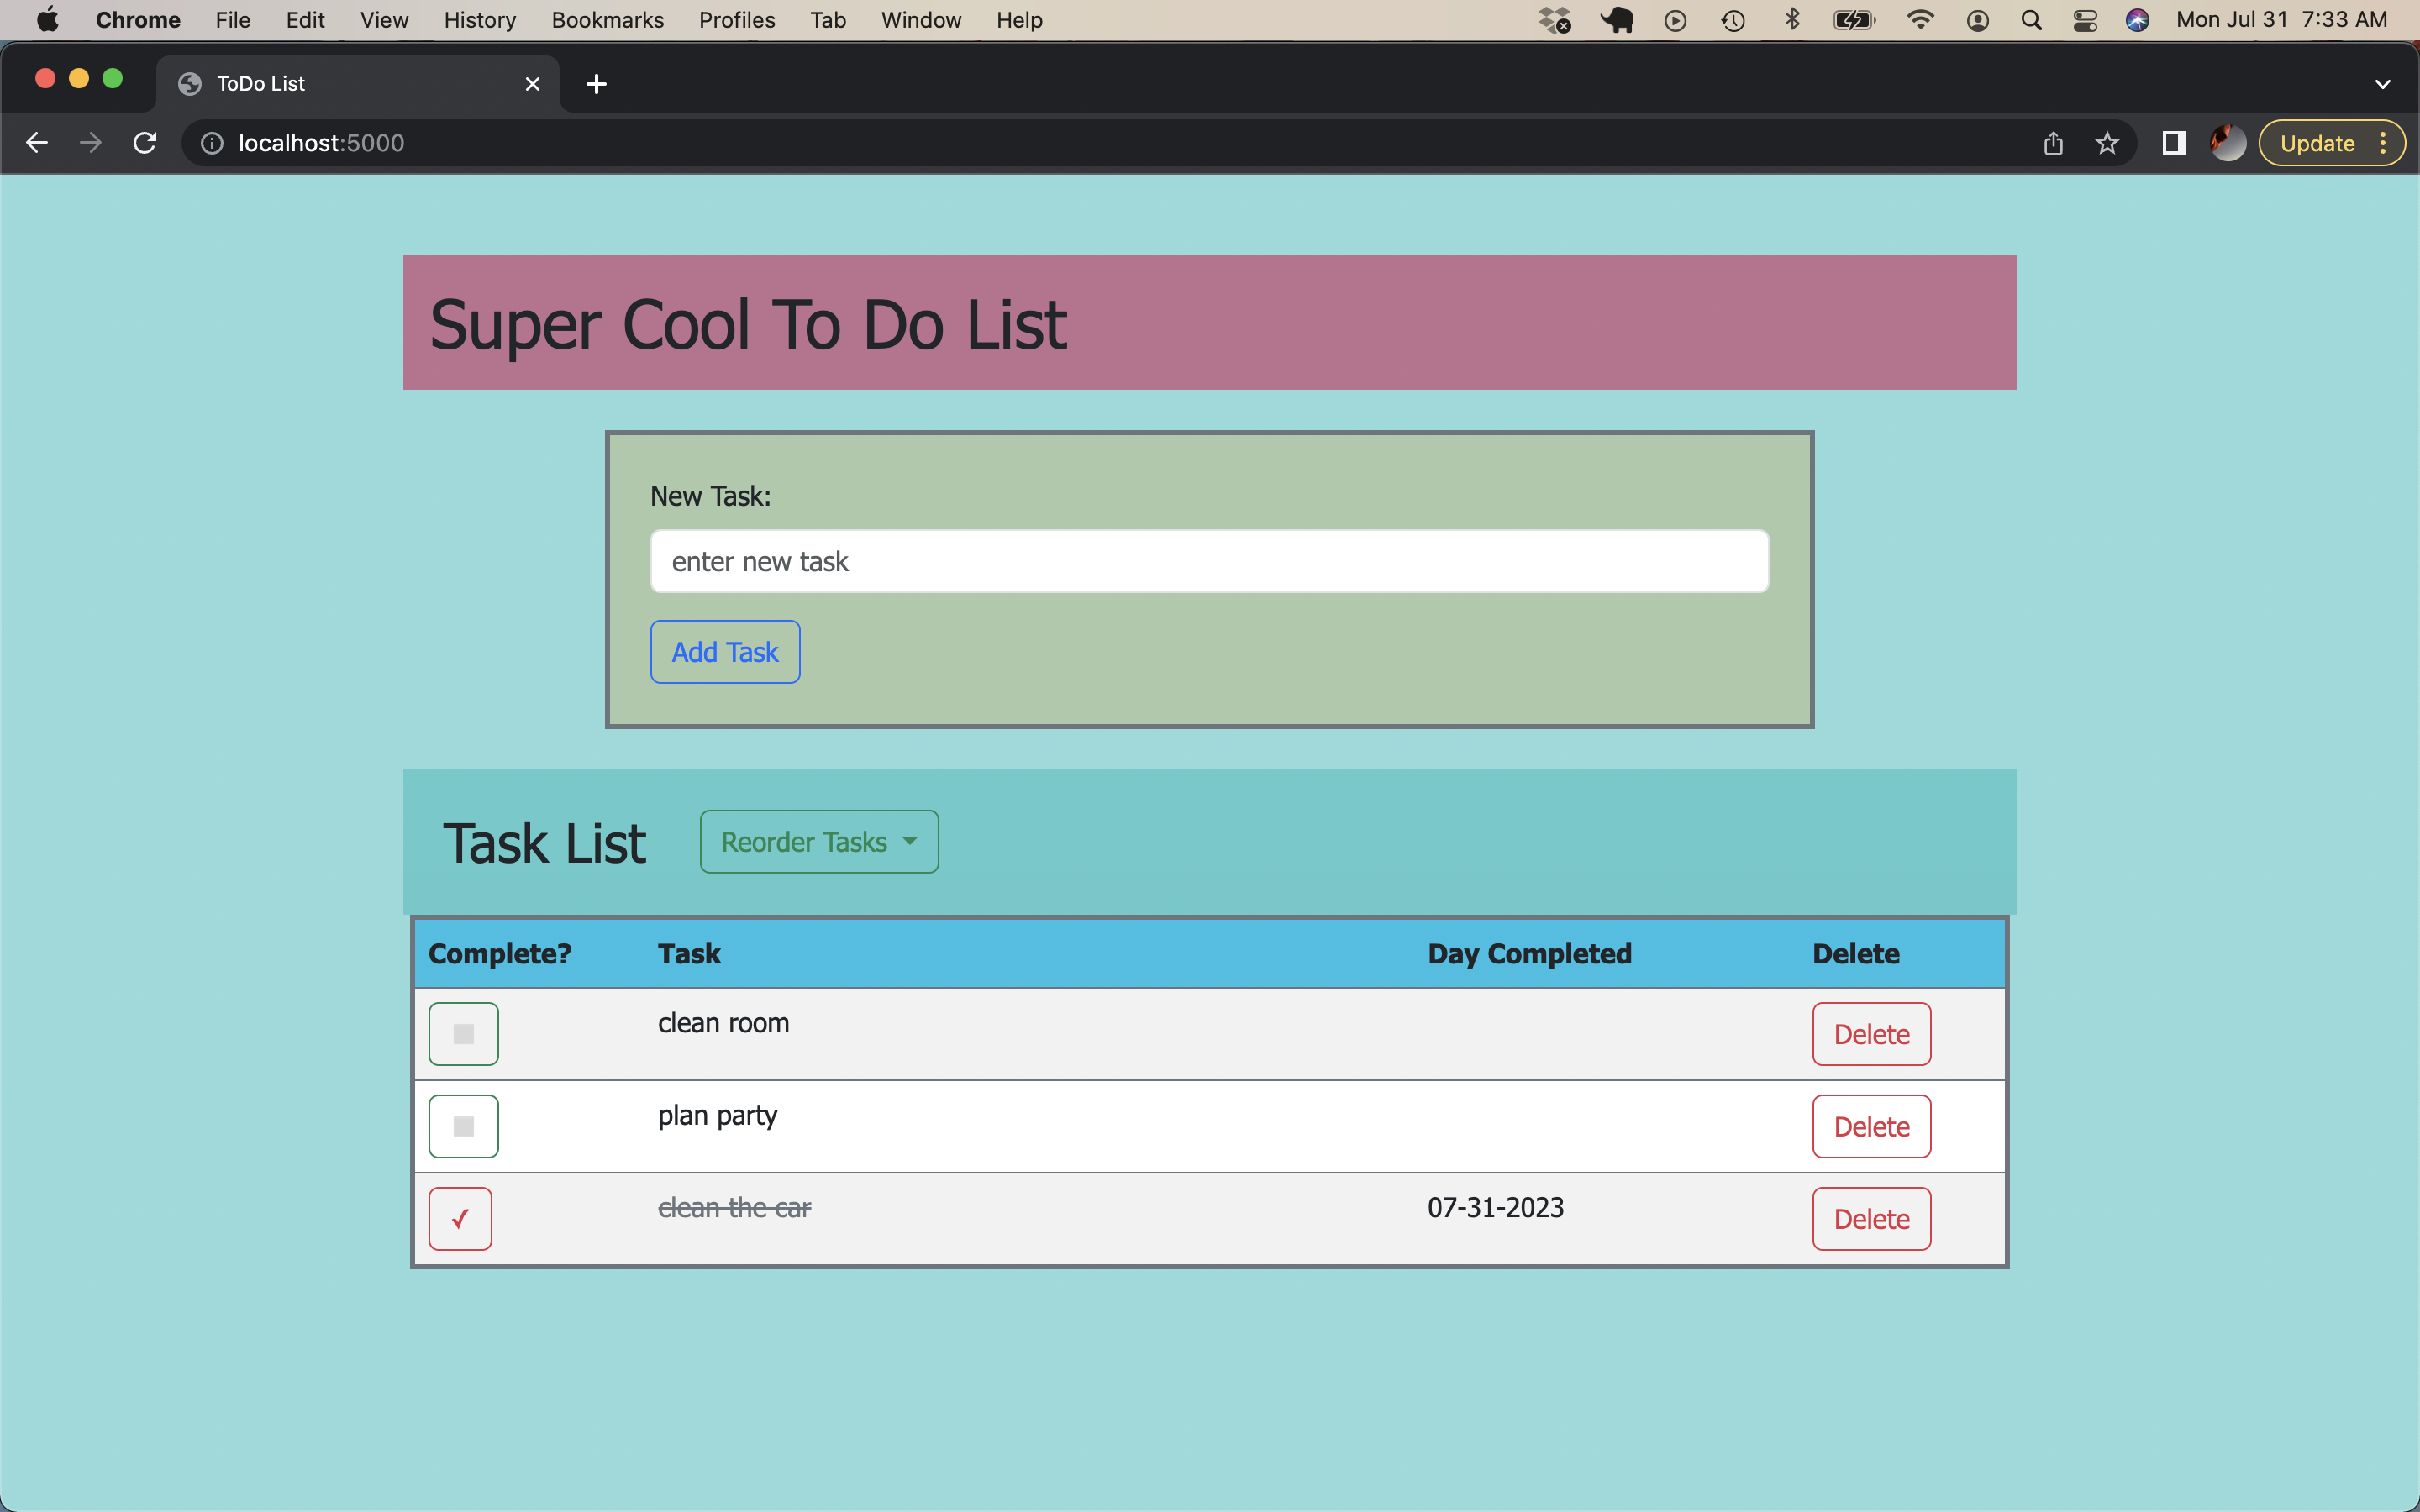 Chrome File Edit View History Bookmarks Profiles Tab Window Help Mon Jul 31 7:33 AM
ToDo List
localhost:5000 Update
Super Cool To Do List
New Task:
enter new task
Add Task
Task List Reorder Tasks
Complete? Task Day Completed Delete
clean room Delete
plan party Delete
✓ clean the car 07-31-2023 Delete